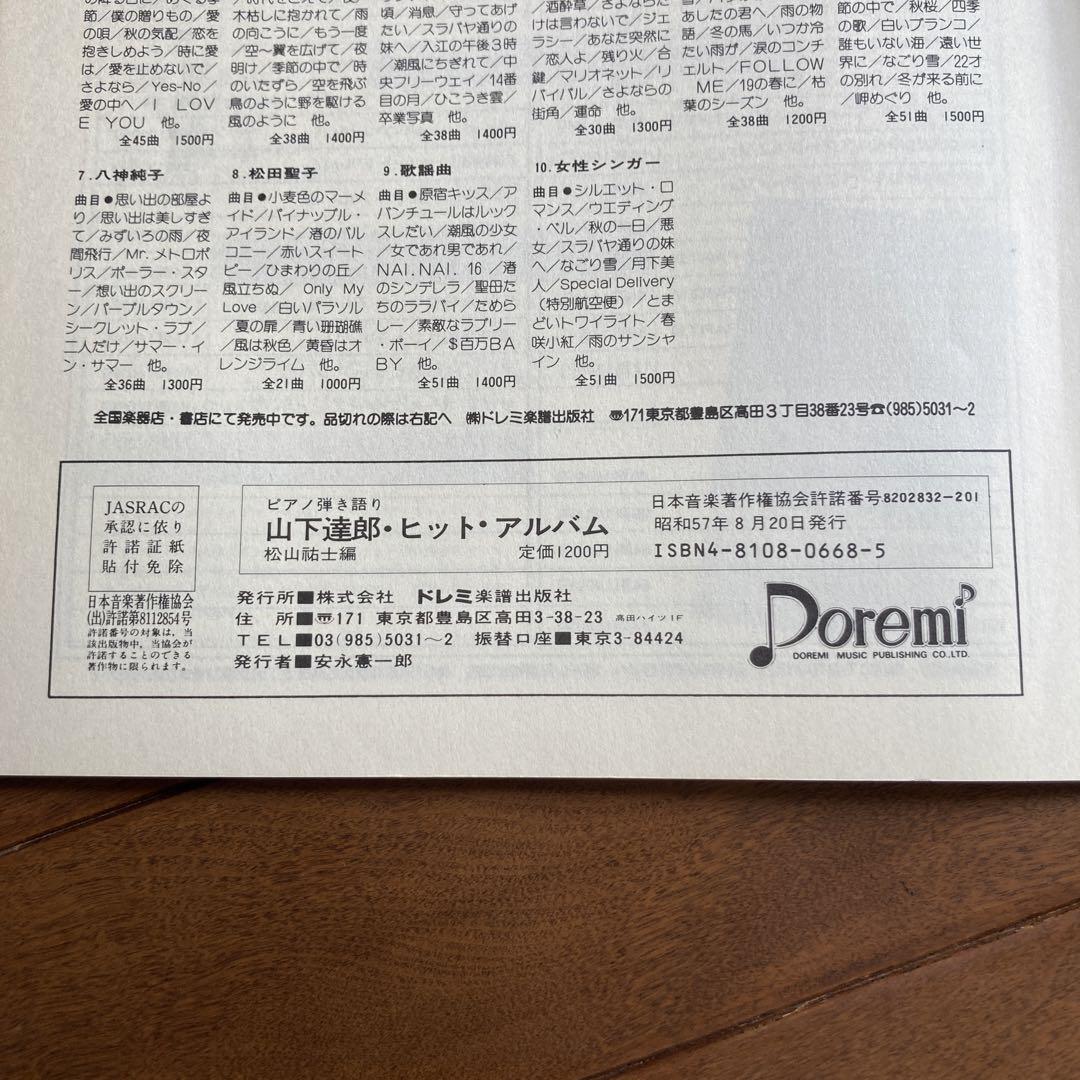 節/僕の贈りもの/愛
の唄/秋の気配/恋を
抱きしめよう/時に愛
は/愛を止めないで/
さよなら/Yes-No/
愛の中へ/I LOV
E YOU 他。
全45曲 1500円
木枯しに抱かれて/雨
の向こうに/もう一度
空〜翼を広げて/夜
明け/季節の中で/時
のいたずら/空を飛ぶ
鳥のように野を駆ける
風のように 他。
全38曲 1400円
頃/消息/守ってあげ
たい/スラバヤ通りの
妹へ/入江の午後3時
/潮風にちぎれて/中
央フリーウェイ/14番
目の月/ひこうき雲/
卒業写真 他。
全38曲 1400円
/酒酔草/さよならだ
けは言わないで/ジェ
ラシー/あなた突然に
/恋人よ/残り火/合
鍵/マリオネット/リ
バイバル/さよならの
街角/運命 他。
全30曲 1300円
あしたの君へ/雨の物
語/冬の馬/いつか冷
たい雨が/涙のコンチ
ェルト/FOLLOW
ME/19の春に/枯
葉のシーズン 他。
全38曲 1200円
節の中で/秋桜/四季
の歌/白いブランコ/
誰もいない海/遠い世
界に/なごり雪/22才
の別れ/冬が来る前に
/岬めぐり 他。
全51曲 1500円
7.八神純子
曲目●思い出の部屋よ
り/思い出は美しすぎ
て/みずいろの雨/夜
間飛行/Mr.メトロポ
リス/ポーラー・スタ
ー/想い出のスクリー
ン/パープルタウン/
シークレット・ラブ/
二人だけ/サマー・イ
ン・サマー 他。
全36曲 1300円
8.松田聖子
曲目●小麦色のマーメ
イド/パイナップル・
アイランド/渚のバル
コニー/赤いスイート
ピー/ひまわりの丘/
風立ちぬ/Only My
Love/白いパラソル
/夏の扉/青い珊瑚礁
/風は秋色/黄昏はオ
レンジライム 他。
全21曲 1000円
9.歌謡曲
曲目●原宿キッス/ア
バンチュールはルック
スしだい/潮風の少女
/女であれ男であれ/
NAI.NAI.16/渚
のシンデレラ/聖田た
ちのララバイ/ためら
レー/素敵なラブリー
・ボーイ/$百万BA
BY 他。
全51曲 1400円
10.女性シンガー
曲目●シルエット・ロ
マンス/ウエディング
・ベル/秋の一日/悪
女/スラバヤ通りの妹
へ/なごり雪/月下美
人/Special Delivery
(特別航空便)/とま
どいトワイライト/春
咲小紅/雨のサンシャ
イン 他。
全51曲 1500円
全国楽器店・書店にて発売中です。品切れの際は右記へ ㈱ドレミ楽譜出版社 〠171東京都豊島区高田3丁目38番23号☎(985)5031〜2
JASRACの
承認に依り
許諾証紙
貼付免除
日本音楽著作権協会
(出)許諾第8112854号
許諾番号の対象は、当
該出版物中、当協会が
許諾することのできる
著作物に限られます。
ピアノ弾き語り
山下達郎・ヒット・アルバム
松山祐士編 定価1200円
日本音楽著作権協会許諾番号8202832-201
昭和57年8月20日発行
ISBN4-8108-0668-5
発行所■株式会社 ドレミ楽譜出版社
住 所■〠171 東京都豊島区高田3-38-23 高田ハイツ1F
TEL■03(985)5031〜2 振替口座■東京3-84424
発行者■安永憲一郎
Doremi
DOREMI MUSIC PUBLISHING CO.,LTD.